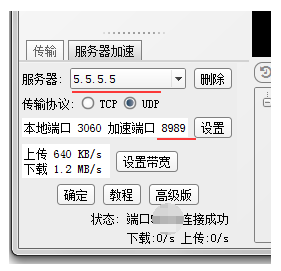 传输 服务器加速
服务器: 5.5.5.5 删除
传输协议: TCP UDP
本地端口 3060 加速端口 8989 设置
上传 640 KB/s
下载 1.2 MB/s 设置带宽
确定 教程 高级版
状态: 端口 连接成功
下载:0/s 上传:0/s